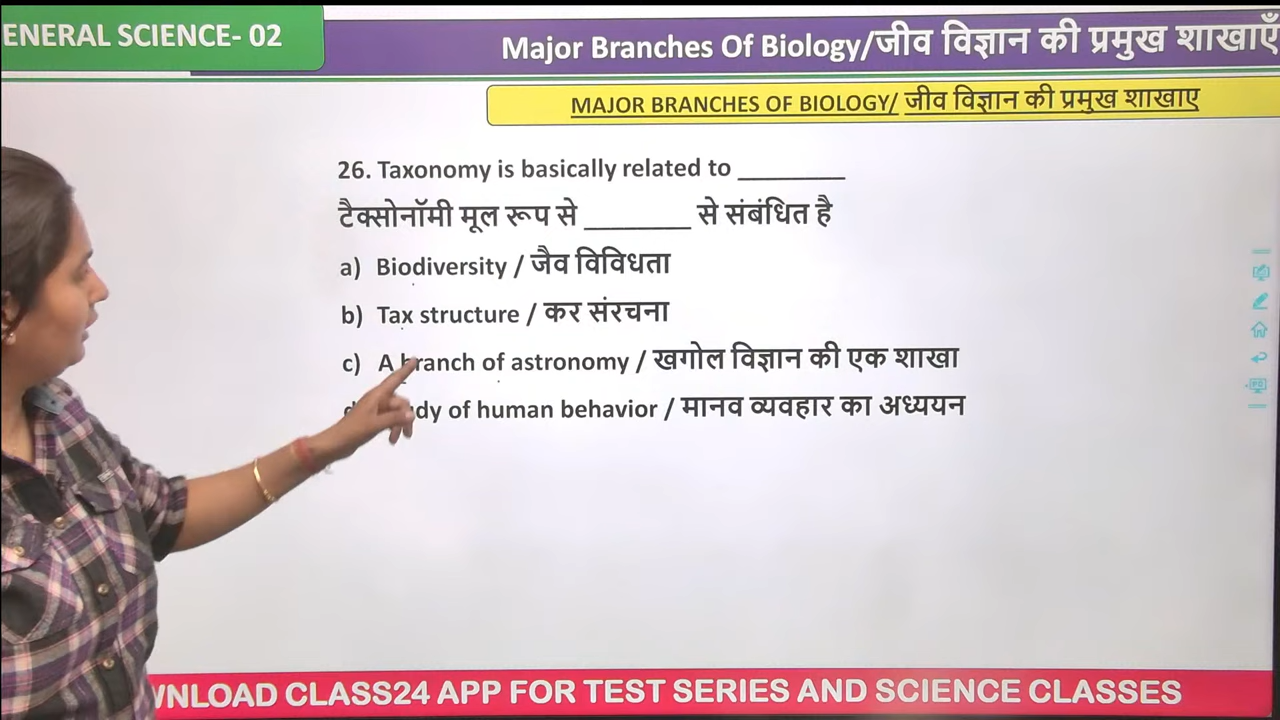 ENERAL SCIENCE- 02
Major Branches Of Biology/जीव विज्ञान की प्रमुख शाखाएँ
MAJOR BRANCHES OF BIOLOGY/ जीव विज्ञान की प्रमुख शाखाए
26. Taxonomy is basically related to ________
टैक्सोनॉमी मूल रूप से ________ से संबंधित है
a) Biodiversity / जैव विविधता
b) Tax structure / कर संरचना
c) A branch of astronomy / खगोल विज्ञान की एक शाखा
dy of human behavior / मानव व्यवहार का अध्ययन
WNLOAD CLASS24 APP FOR TEST SERIES AND SCIENCE CLASSES